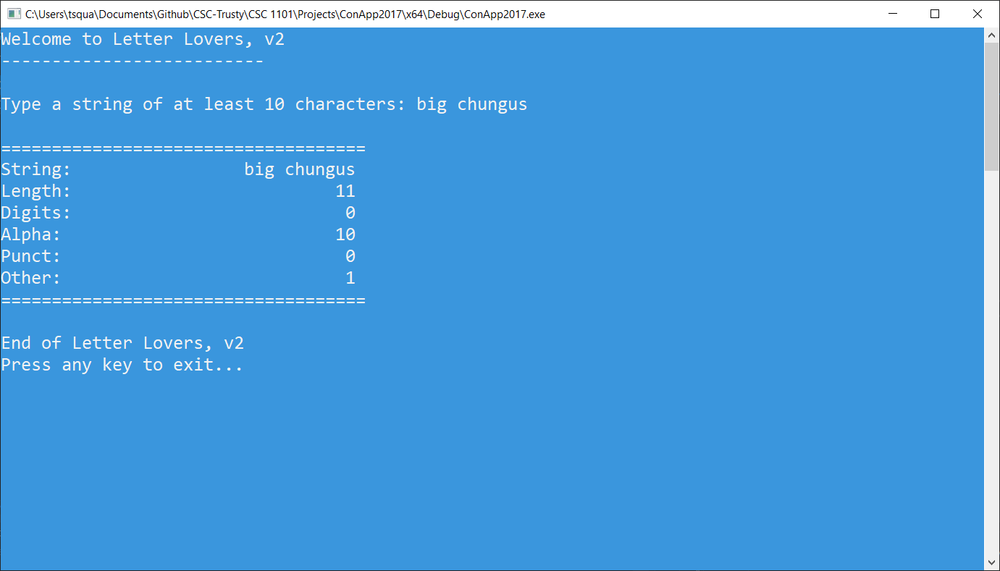 C:\Users\tsqua\Documents\Github\CSC-Trusty\CSC 1101\Projects\ConApp2017\x64\Debug\ConApp2017.exe
Welcome to Letter Lovers, v2
--------------------------
Type a string of at least 10 characters: big chungus
====================================
String:                 big chungus
Length:                          11
Digits:                           0
Alpha:                           10
Punct:                            0
Other:                            1
====================================
End of Letter Lovers, v2
Press any key to exit...